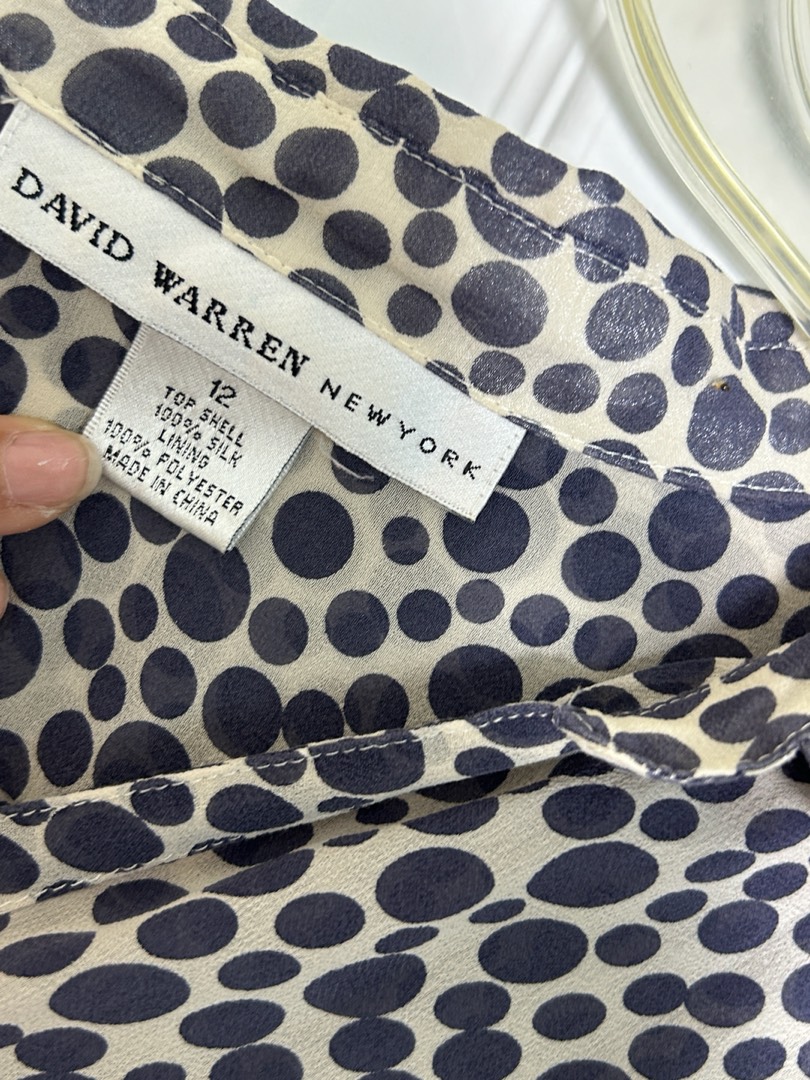 DAVID WARREN NEW YORK
12
TOP SHELL
100% SILK
LINING
100% POLYESTER
MADE IN CHINA